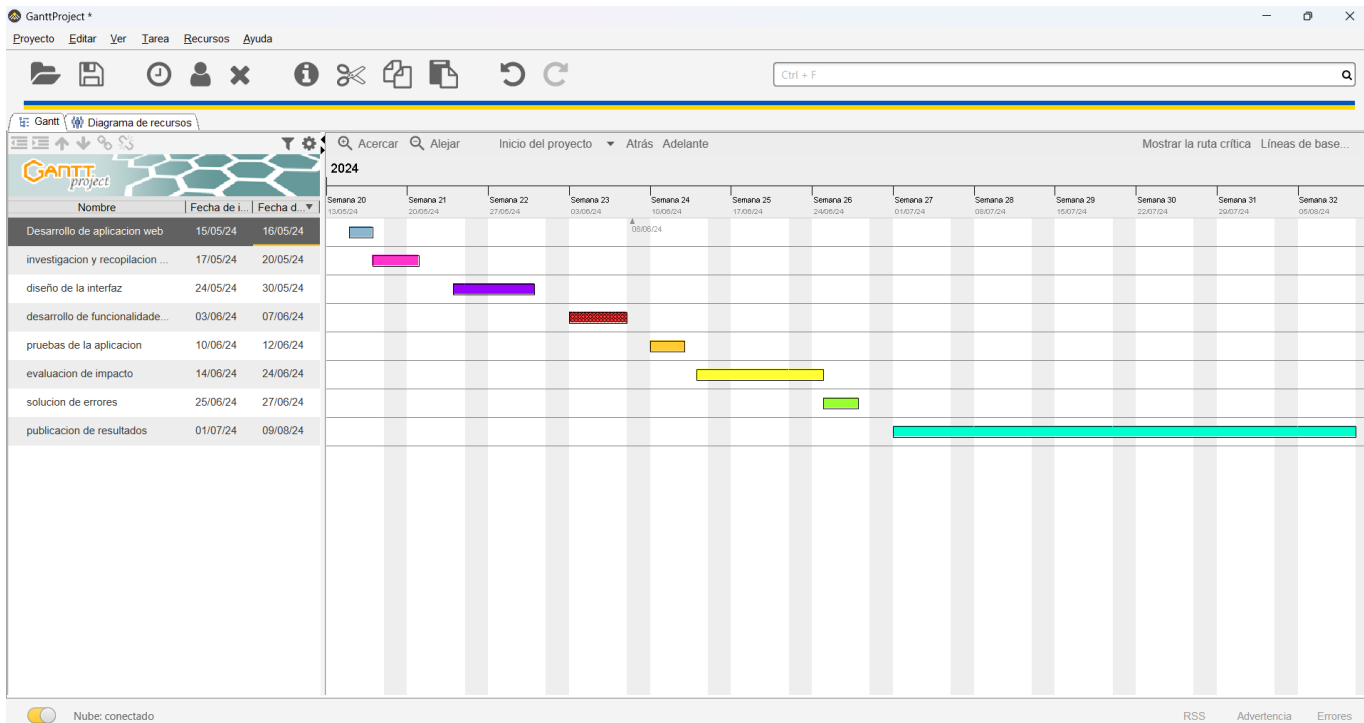 GanttProject *
Proyecto Editar Ver Tarea Recursos Ayuda
Ctrl + F
Gantt Diagrama de recursos
Acercar Alejar Inicio del proyecto Atrás Adelante Mostrar la ruta crítica Líneas de base...
GANTT project
2024
Semana 20 Semana 21 Semana 22 Semana 23 Semana 24 Semana 25 Semana 26 Semana 27 Semana 28 Semana 29 Semana 30 Semana 31 Semana 32
13/05/24 20/05/24 27/05/24 03/06/24 10/06/24 17/06/24 24/06/24 01/07/24 08/07/24 15/07/24 22/07/24 29/07/24 05/08/24
Nombre Fecha de i... Fecha d...
08/06/24
Desarrollo de aplicacion web 15/05/24 16/05/24
investigacion y recopilacion ... 17/05/24 20/05/24
diseño de la interfaz 24/05/24 30/05/24
desarrollo de funcionalidade... 03/06/24 07/06/24
pruebas de la aplicacion 10/06/24 12/06/24
evaluacion de impacto 14/06/24 24/06/24
solucion de errores 25/06/24 27/06/24
publicacion de resultados 01/07/24 09/08/24
Nube: conectado RSS Advertencia Errores